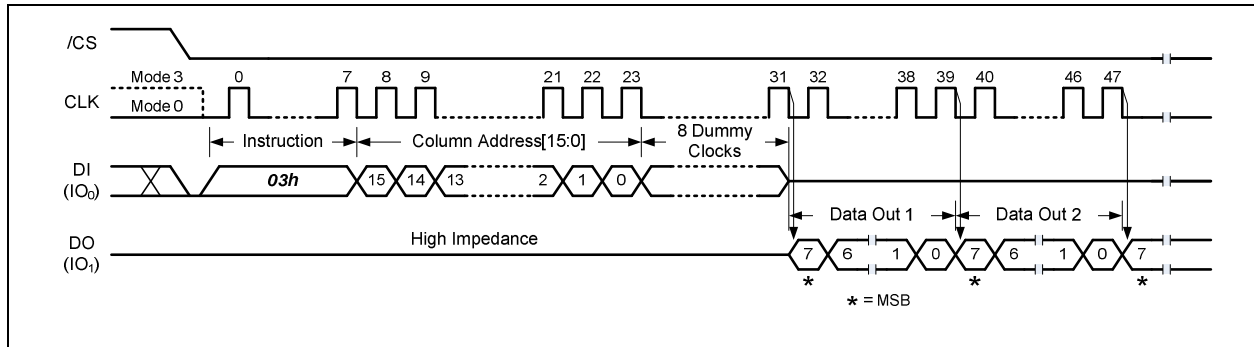 /CS
Mode 3 0 7 8 9 21 22 23 31 32 38 39 40 46 47
CLK
Mode 0
Instruction Column Address[15:0] 8 Dummy
Clocks
DI
(IO₀)
03h 15 14 13 2 1 0
Data Out 1 Data Out 2
High Impedance
DO
(IO₁)
7 6 1 0 7 6 1 0 7
* * *
* = MSB